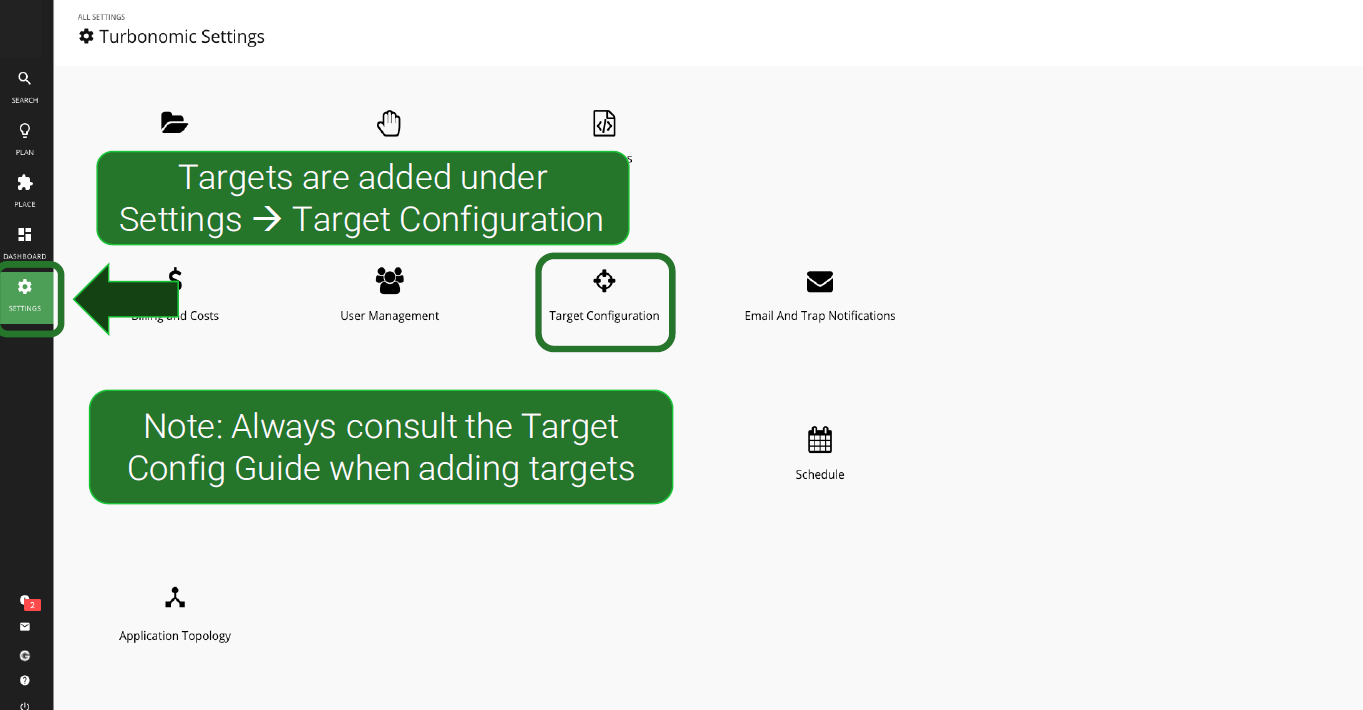 ALL SETTINGS
Turbonomic Settings
SEARCH
PLAN
PLACE
DASHBOARD
SETTINGS
Targets are added under
Settings → Target Configuration
Billing and Costs
User Management
Target Configuration
Email And Trap Notifications
Note: Always consult the Target
Config Guide when adding targets
Schedule
Application Topology
2